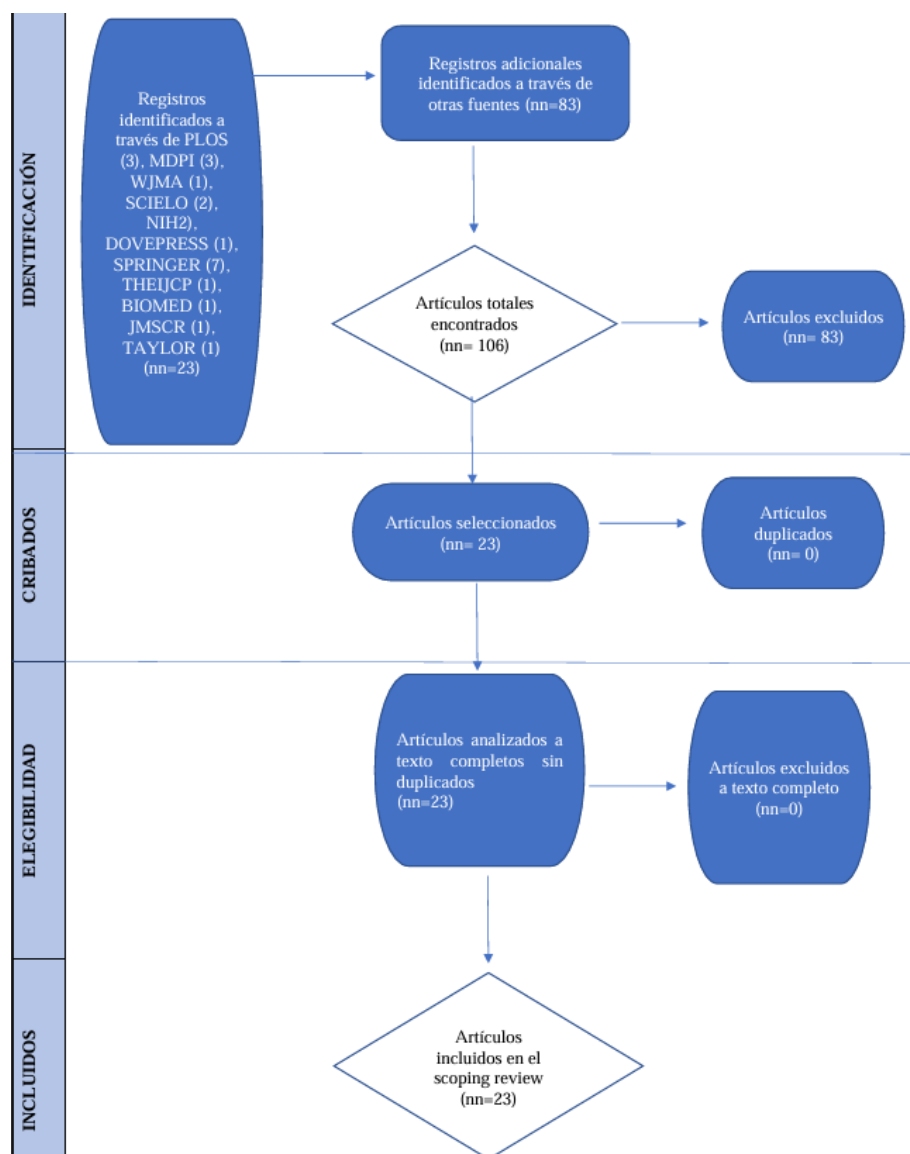 IDENTIFICACIÓN
Registros
identificados a
través de PLOS
(3), MDPI (3),
WJMA (1),
SCIELO (2),
NIH2),
DOVEPRESS (1),
SPRINGER (7),
THEIJCP (1),
BIOMED (1),
JMSCR (1),
TAYLOR (1)
(nn=23)
Registros adicionales
identificados a través de
otras fuentes (nn=83)
Artículos totales
encontrados
(nn= 106)
Artículos excluidos
(nn= 83)
CRIBADOS
Artículos seleccionados
(nn= 23)
Artículos
duplicados
(nn= 0)
ELEGIBILIDAD
Artículos analizados a
texto completos sin
duplicados
(nn=23)
Artículos excluidos
a texto completo
(nn=0)
INCLUIDOS
Artículos
incluidos en el
scoping review
(nn=23)